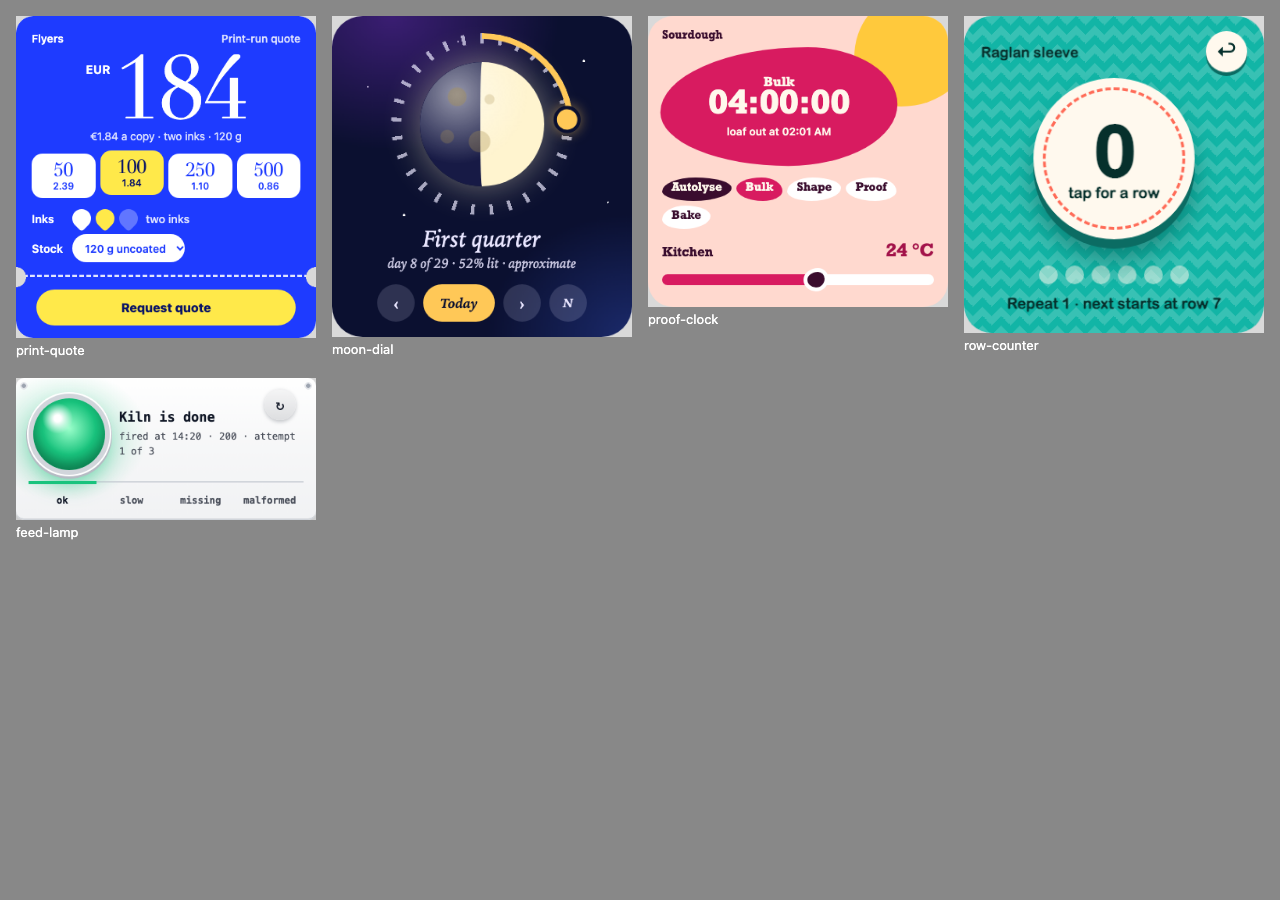 Flyers
Print-run quote
EUR 184
€1.84 a copy · two inks · 120 g
50 100 250 500
2.39 1.84 1.10 0.86
Inks two inks
Stock 120 g uncoated
Request quote
print-quote
First quarter
day 8 of 29 · 52% lit · approximate
‹ Today › N
moon-dial
Sourdough
Bulk
04:00:00
loaf out at 02:01 AM
Autolyse Bulk Shape Proof
Bake
Kitchen 24 °C
proof-clock
Raglan sleeve
0
tap for a row
Repeat 1 · next starts at row 7
row-counter
Kiln is done
fired at 14:20 · 200 · attempt
1 of 3
ok slow missing malformed
feed-lamp